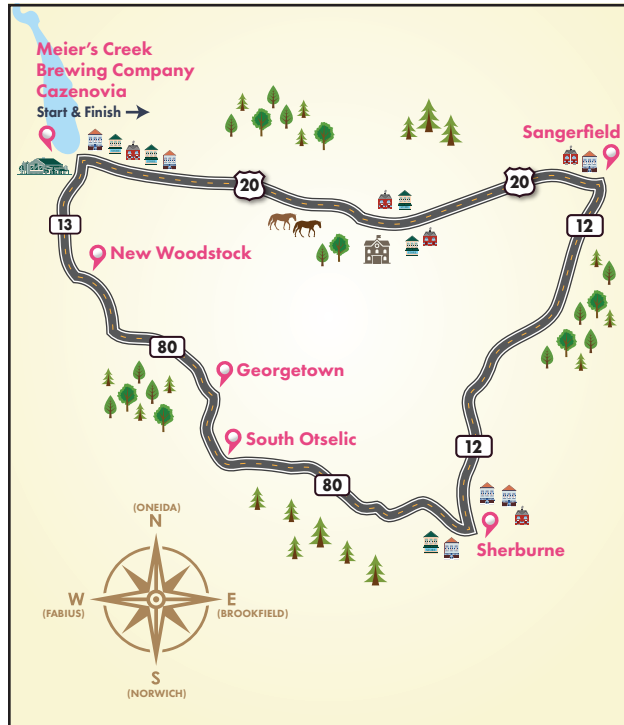 Meier's Creek
Brewing Company
Cazenovia
Start & Finish
Sangerfield
20
20
13
12
New Woodstock
80
Georgetown
South Otselic
12
80
Sherburne
(ONEIDA)
N
W
(FABIUS)
E
(BROOKFIELD)
S
(NORWICH)